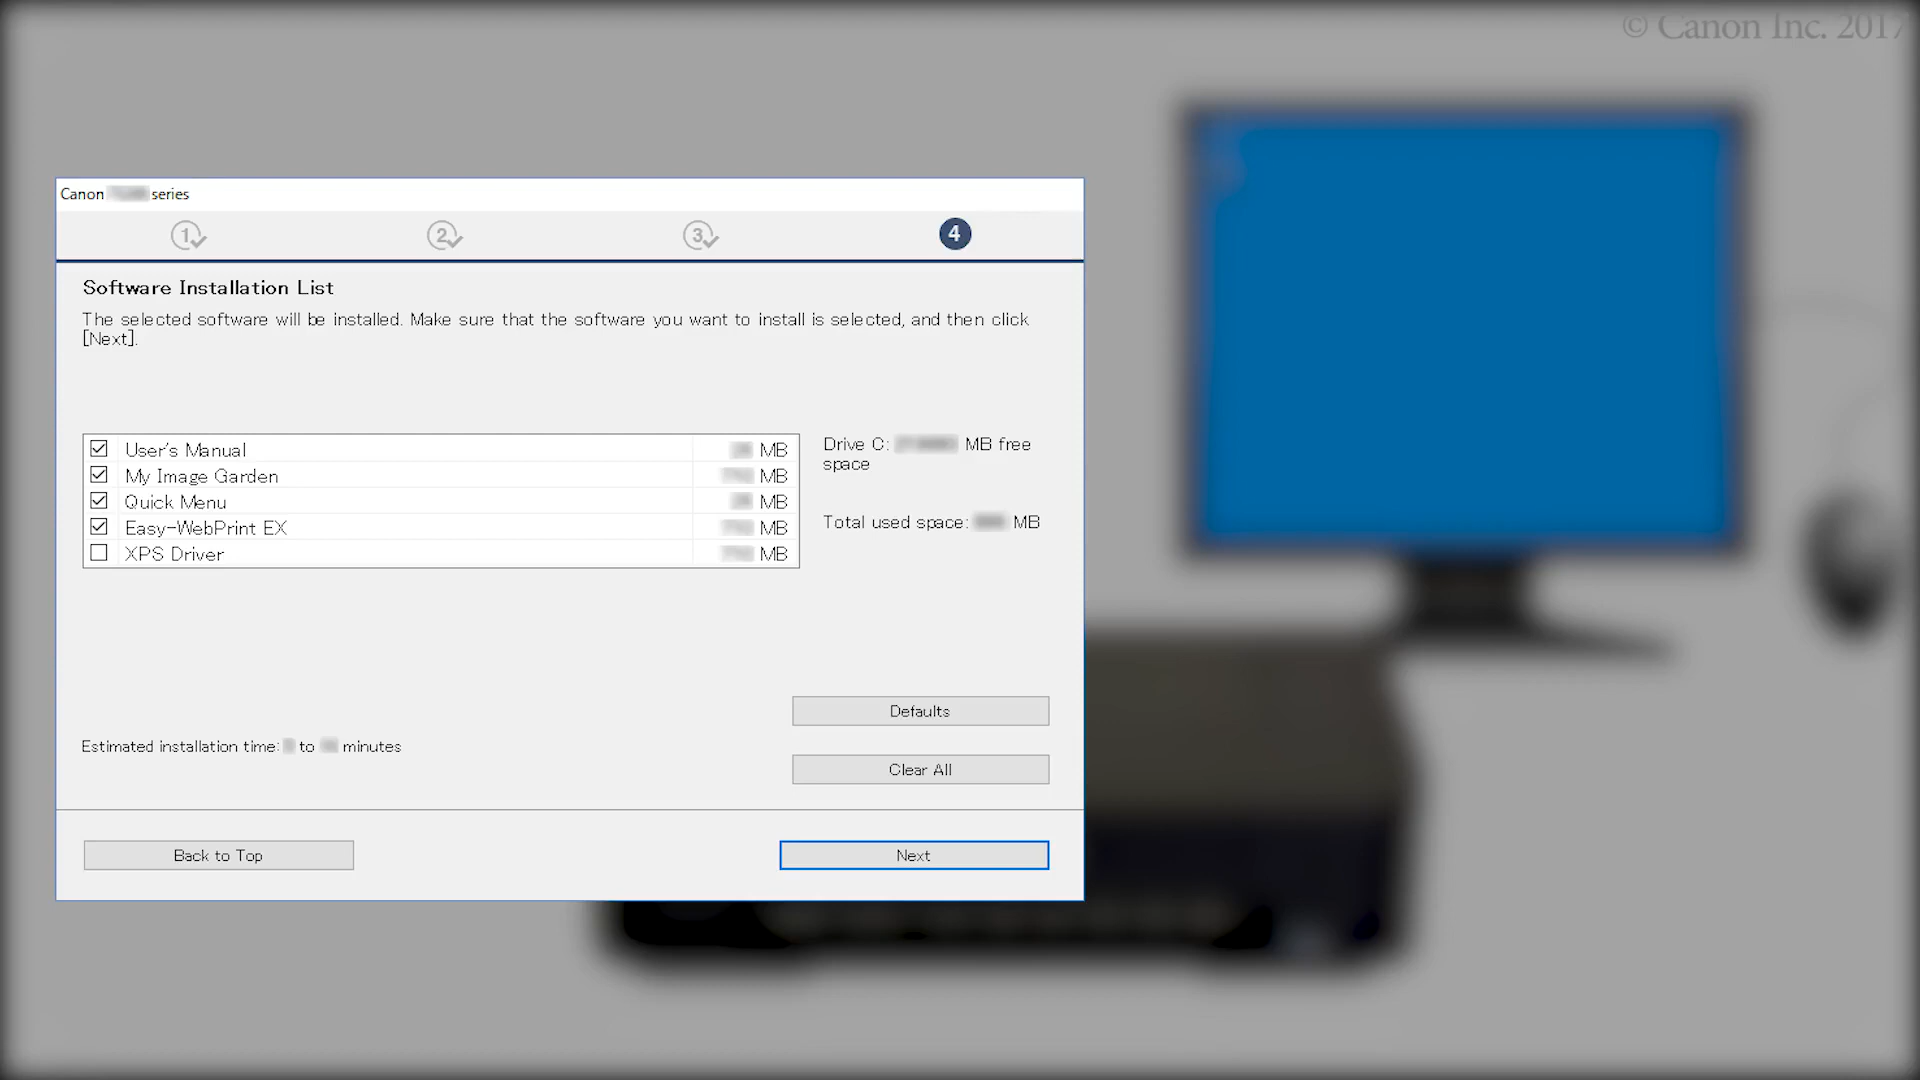 © Canon Inc. 2017
Canon series
1
2
3
4
Software Installation List
The selected software will be installed. Make sure that the software you want to install is selected, and then click
[Next].
User's Manual MB
My Image Garden MB
Quick Menu MB
Easy-WebPrint EX MB
XPS Driver MB
Drive C: MB free
space
Total used space: MB
Defaults
Estimated installation time: to minutes
Clear All
Back to Top
Next